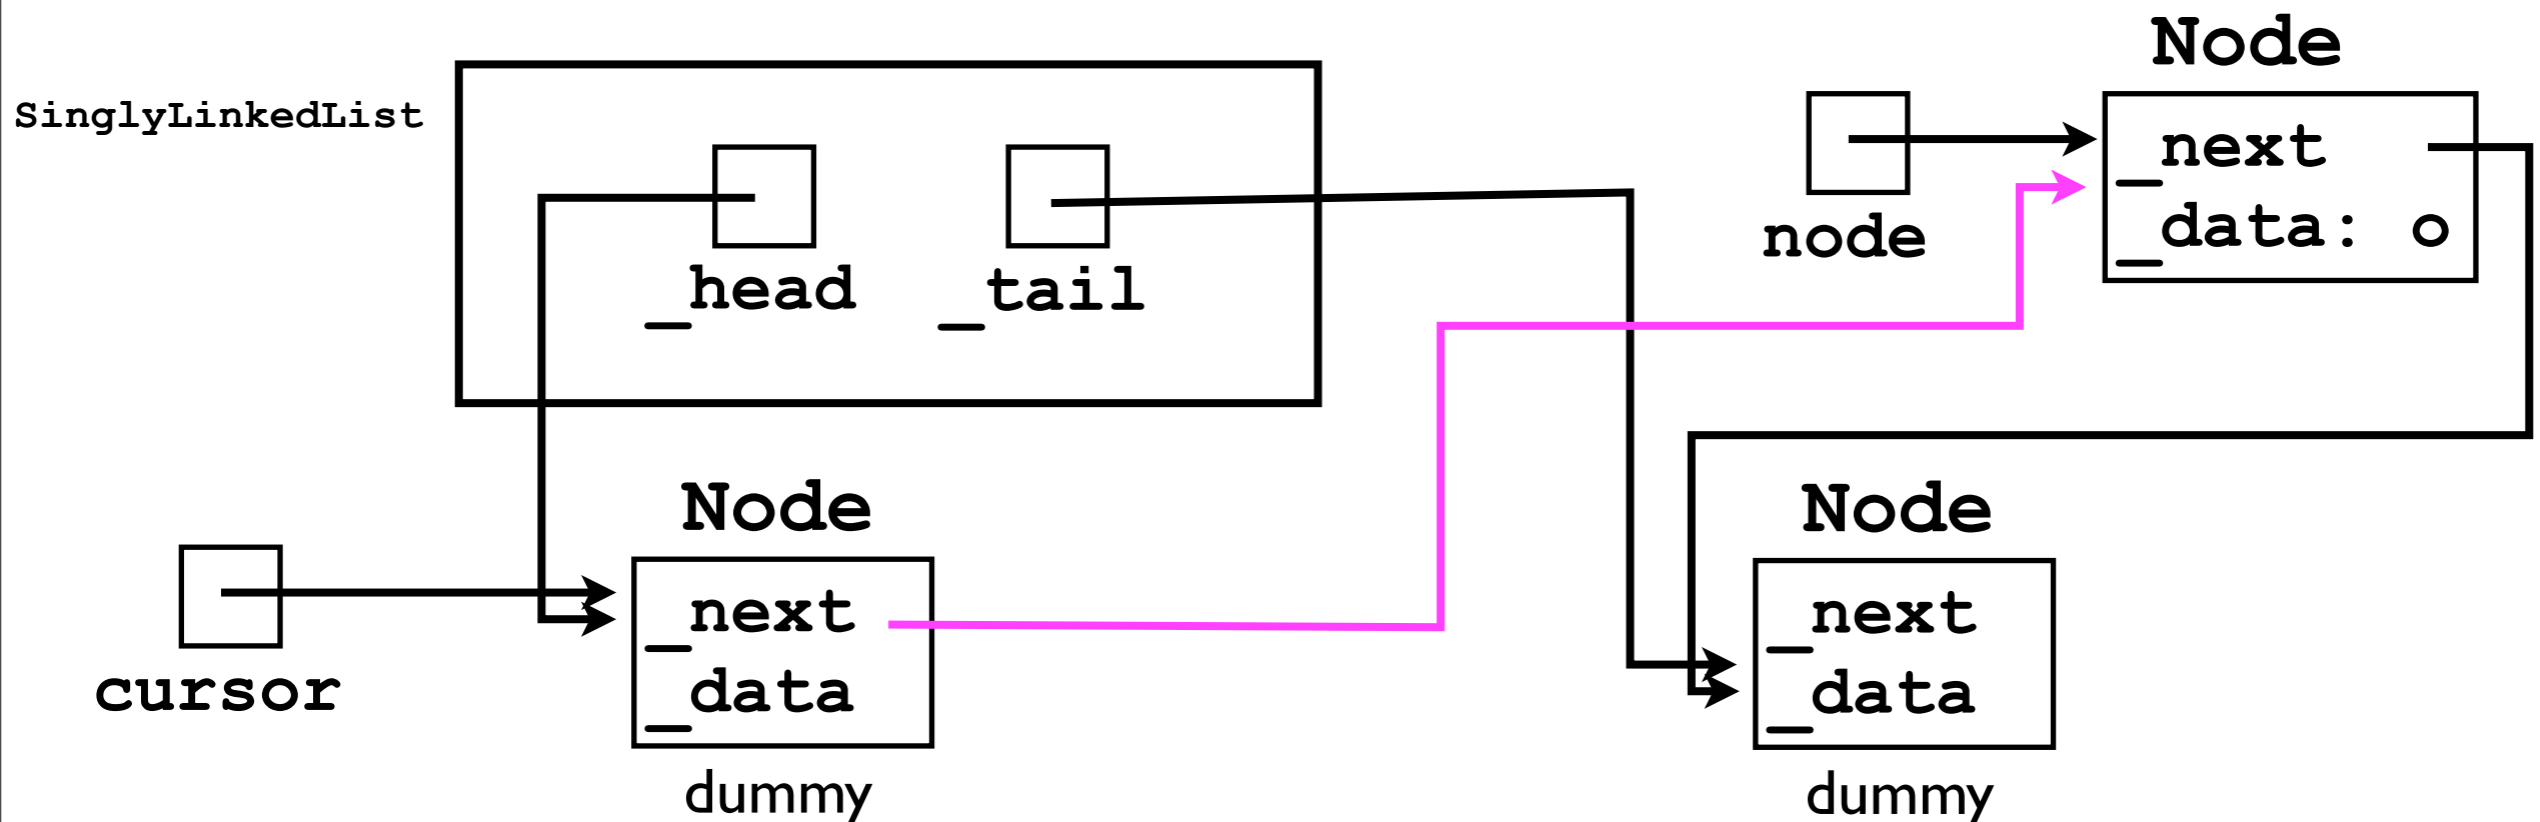 SinglyLinkedList
_head
_tail
node
Node
_next
_data: o
cursor
Node
_next
_data
dummy
Node
_next
_data
dummy